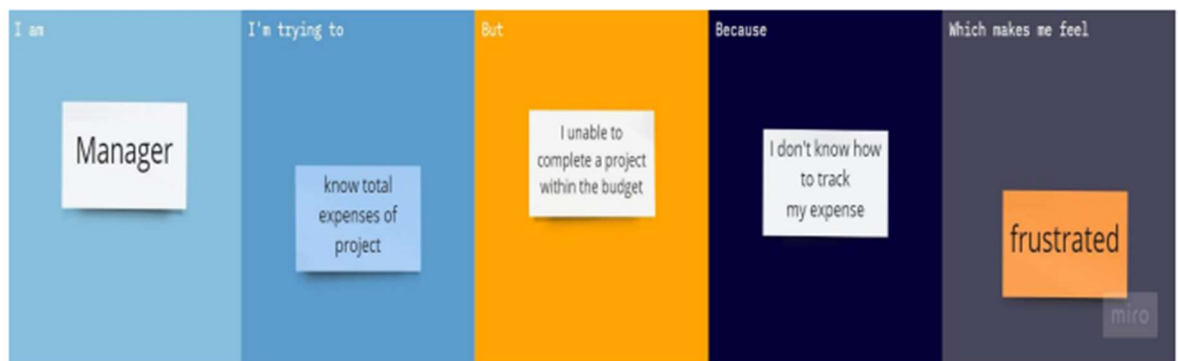 I am
Manager
I'm trying to
know total
expenses of
project
But
I unable to
complete a project
within the budget
Because
I don't know how
to track
my expense
Which makes me feel
frustrated
miro